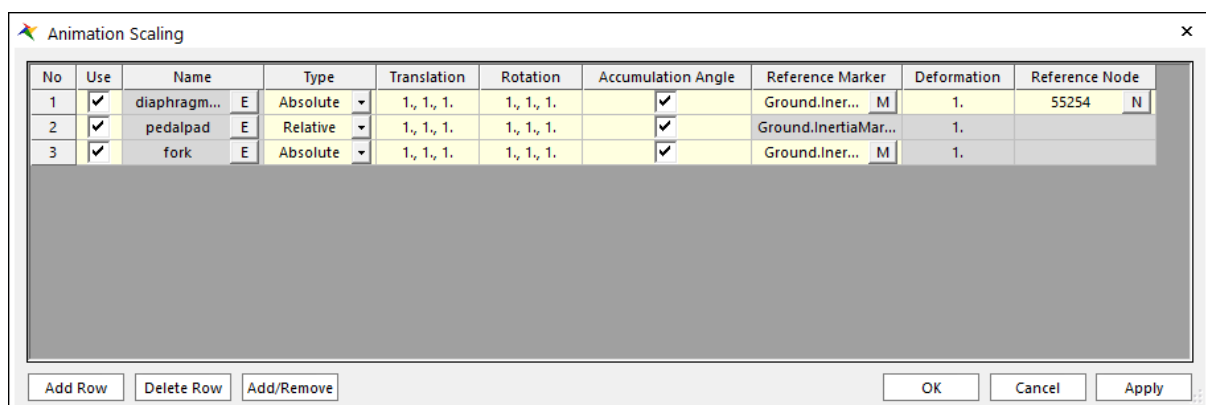 Animation Scaling
No Use Name Type Translation Rotation Accumulation Angle Reference Marker Deformation Reference Node
1 diaphragm... E Absolute 1., 1., 1. 1., 1., 1. Ground.Iner... M 1. 55254 N
2 pedalpad E Relative 1., 1., 1. 1., 1., 1. Ground.InertiaMar... 1.
3 fork E Absolute 1., 1., 1. 1., 1., 1. Ground.Iner... M 1.
Add Row Delete Row Add/Remove OK Cancel Apply